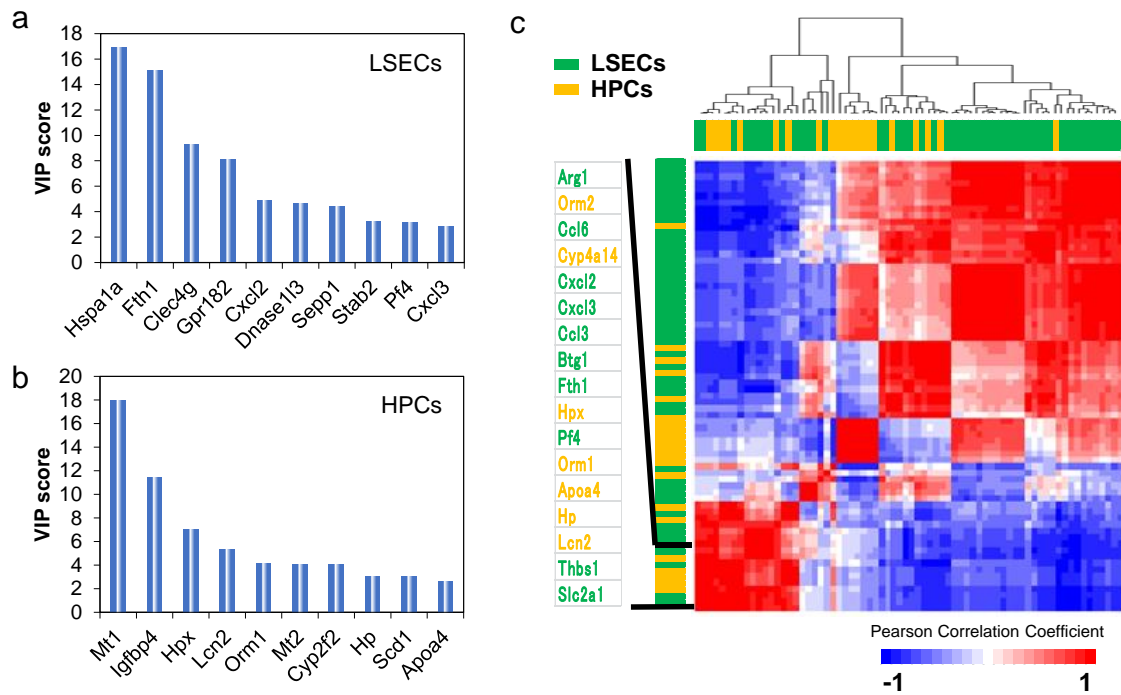 a
VIP score
18
16
14
12
10
8
6
4
2
0
LSECs
Hspa1a
Fth1
Clec4g
Gpr182
Cxcl2
Dnase1l3
Sepp1
Stab2
Pf4
Cxcl3
b
VIP score
20
18
16
14
12
10
8
6
4
2
0
HPCs
Mt1
Igfbp4
Hpx
Lcn2
Orm1
Mt2
Cyp2f2
Hp
Scd1
Apoa4
c
LSECs
HPCs
Arg1
Orm2
Ccl6
Cyp4a14
Cxcl2
Cxcl3
Ccl3
Btg1
Fth1
Hpx
Pf4
Orm1
Apoa4
Hp
Lcn2
Thbs1
Slc2a1
Pearson Correlation Coefficient
-1 1